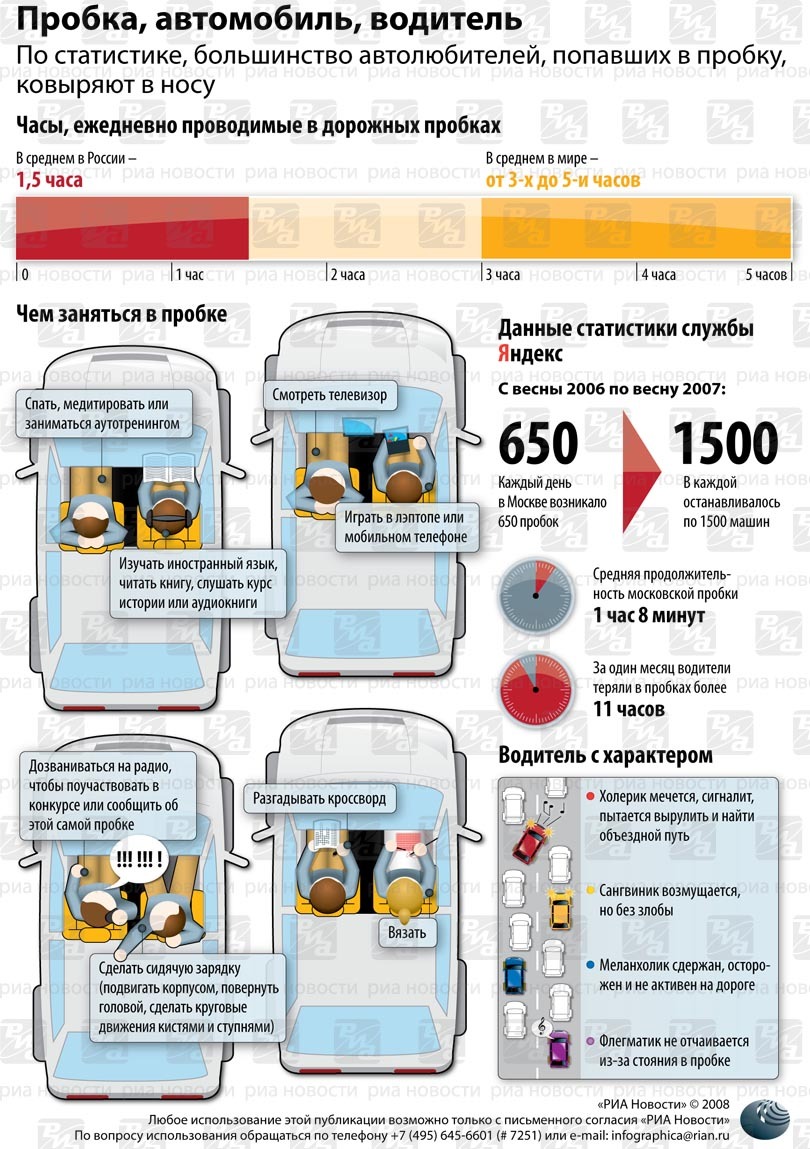 Пробка, автомобиль, водитель
По статистике, большинство автолюбителей, попавших в пробку,
ковыряют в носу
Часы, ежедневно проводимые в дорожных пробках
В среднем в России –
1,5 часа
В среднем в мире –
от 3-х до 5-и часов
0
1 час
2 часа
3 часа
4 часа
5 часов
Чем заняться в пробке
Спать, медитировать или
заниматься аутотренингом
Изучать иностранный язык,
читать книгу, слушать курс
истории или аудиокниги
Смотреть телевизор
Играть в лэптопе или
мобильном телефоне
Дозваниваться на радио,
чтобы поучаствовать в
конкурсе или сообщить об
этой самой пробке
!!! !!! !
Сделать сидячую зарядку
(подвигать корпусом, повернуть
головой, сделать круговые
движения кистями и ступнями)
Разгадывать кроссворд
Вязать
Данные статистики службы
Яндекс
С весны 2006 по весну 2007:
650
Каждый день
в Москве возникало
650 пробок
1500
В каждой
останавливалось
по 1500 машин
Средняя продолжитель-
ность московской пробки
1 час 8 минут
За один месяц водители
теряли в пробках более
11 часов
Водитель с характером
Холерик мечется, сигналит,
пытается вырулить и найти
объездной путь
Сангвиник возмущается,
но без злобы
Меланхолик сдержан, осторо-
жен и не активен на дороге
Флегматик не отчаивается
из-за стояния в пробке
«РИА Новости» © 2008
Любое использование этой публикации возможно только с письменного согласия «РИА Новости»
По вопросу использования обращаться по телефону +7 (495) 645-6601 (# 7251) или e-mail: infographica@rian.ru